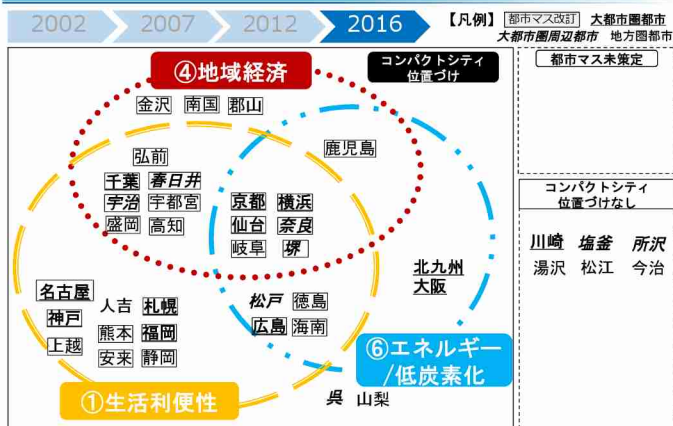 2002 2007 2012 2016
【凡例】 都市マス改訂 大都市圏都市
大都市圏周辺都市 地方圏都市
④地域経済
コンパクトシティ
位置づけ
都市マス未策定
金沢 南国 郡山
鹿児島
弘前
千葉 春日井
宇治 宇都宮
盛岡 高知
京都 横浜
仙台 奈良
岐阜 堺
コンパクトシティ
位置づけなし
川崎 塩釜 所沢
湯沢 松江 今治
北九州
大阪
名古屋 人吉 札幌
神戸 熊本 福岡
上越 安来 静岡
松戸 徳島
広島 海南
⑥エネルギー
/低炭素化
①生活利便性
呉 山梨